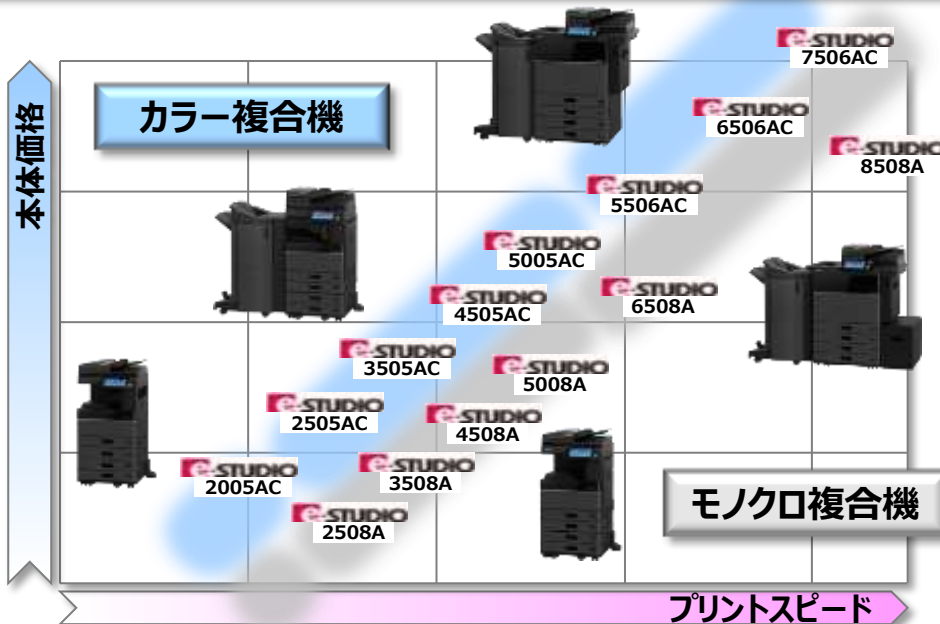 e-STUDIO
7506AC
カラー複合機
e-STUDIO
6506AC
e-STUDIO
8508A
本体価格
e-STUDIO
5506AC
e-STUDIO
5005AC
e-STUDIO
6508A
e-STUDIO
4505AC
e-STUDIO
3505AC
e-STUDIO
5008A
e-STUDIO
2505AC
e-STUDIO
4508A
e-STUDIO
2005AC
e-STUDIO
3508A
モノクロ複合機
e-STUDIO
2508A
プリントスピード